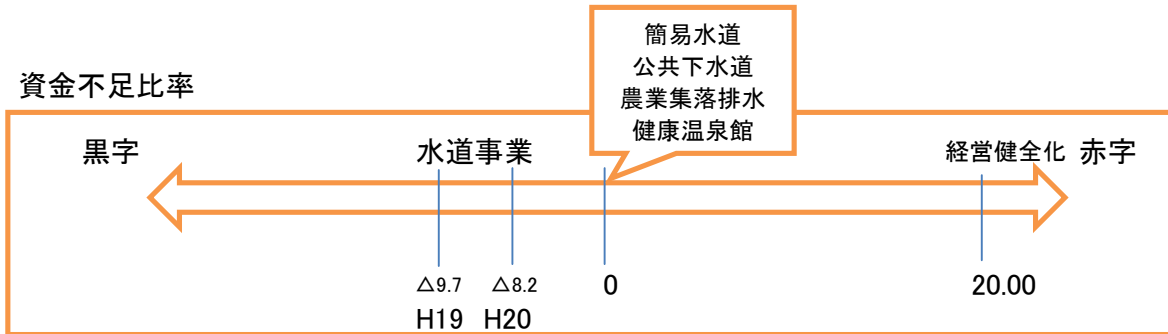 簡易水道
公共下水道
農業集落排水
健康温泉館
資金不足比率
黒字 水道事業 経営健全化 赤字
△9.7 △8.2 0 20.00
H19 H20